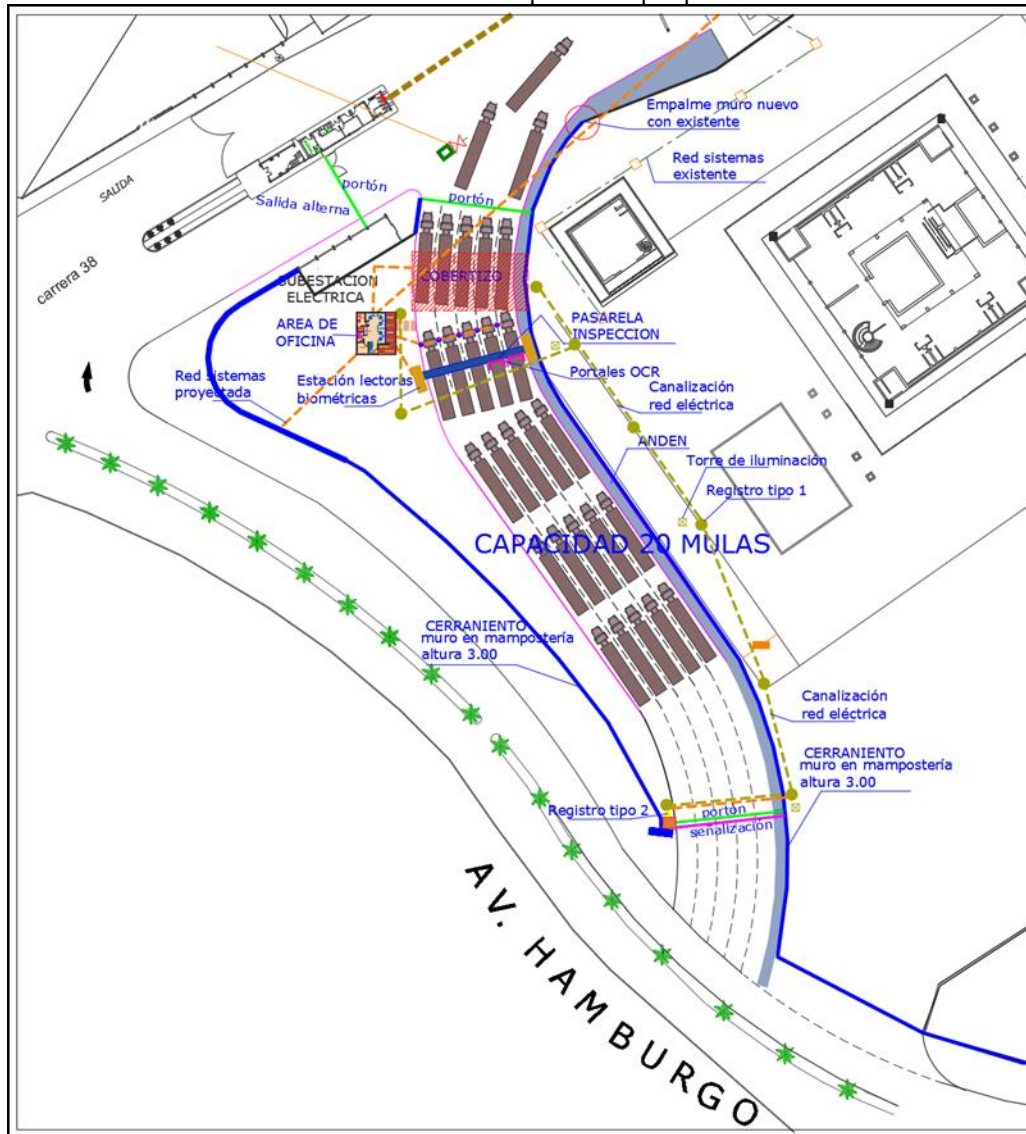 Empalme muro nuevo
con existente
Red sistemas
existente
SALIDA
portón
Salida alterna
portón
carrera 38
COBERTIZO
SUBESTACION
ELECTRICA
AREA DE
OFICINA
PASARELA
INSPECCION
Portales OCR
Red sistemas
proyectada
Estación lectoras
biométricas
Canalización
red eléctrica
ANDEN
Torre de iluminación
Registro tipo 1
CAPACIDAD 20 MULAS
CERRANIENTO
muro en mampostería
altura 3.00
Canalización
red eléctrica
CERRANIENTO
muro en mampostería
altura 3.00
Registro tipo 2
portón
señalización
AV. HAMBURGO